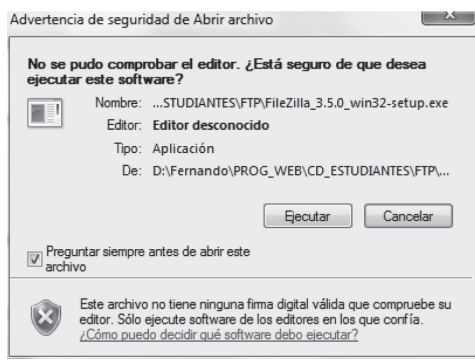 Advertencia de seguridad de Abrir archivo
No se pudo comprobar el editor. ¿Está seguro de que desea
ejecutar este software?
Nombre: ...STUDIANTES\FTP\FileZilla_3.5.0_win32-setup.exe
Editor: Editor desconocido
Tipo: Aplicación
De: D:\Fernando\PROG_WEB\CD_ESTUDIANTES\FTP\...
Ejecutar Cancelar
Preguntar siempre antes de abrir este
archivo
Este archivo no tiene ninguna firma digital válida que compruebe su
editor. Sólo ejecute software de los editores en los que confía.
¿Cómo puedo decidir qué software debo ejecutar?